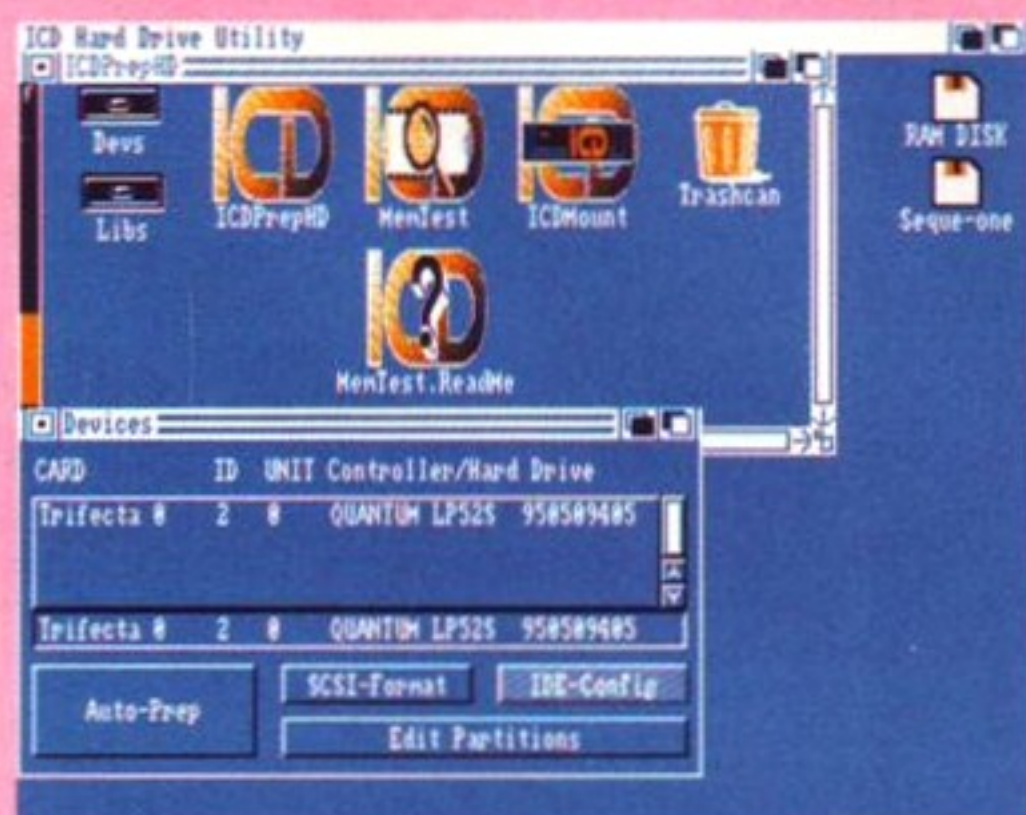 ICD Hard Drive Utility
ICDPrepHD
Devs
Libs
ICDPrepHD
MemTest
ICDMount
Trashcan
MemTest.ReadMe
RAM DISK
Seque-one
Devices
CARD ID UNIT Controller/Hard Drive
Trifecta 0 2 0 QUANTUM LP52S 950509405
Trifecta 0 2 0 QUANTUM LP52S 950509405
Auto-Prep
SCSI-Format
IDE-Config
Edit Partitions